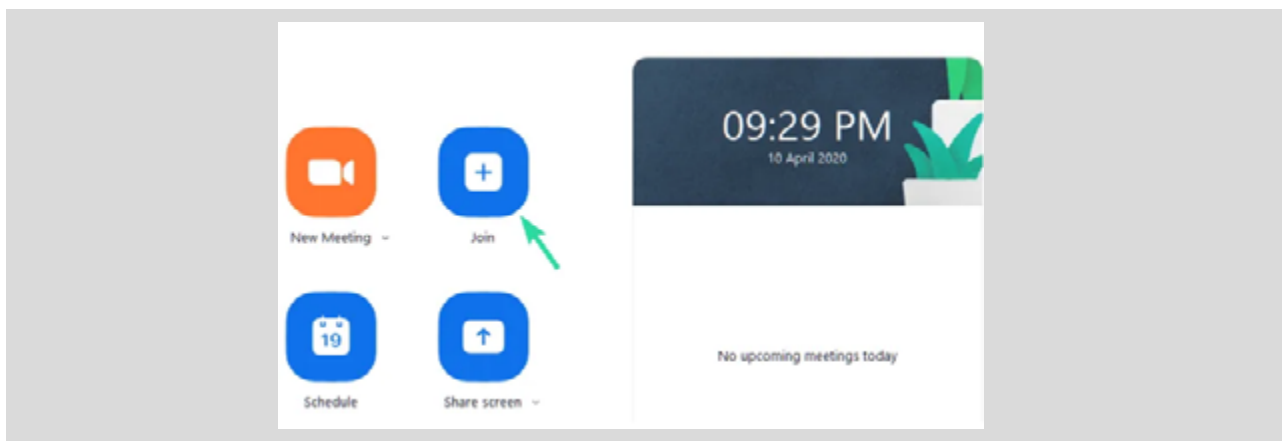 09:29 PM
10 April 2020
New Meeting
Join
19
Schedule
Share screen
No upcoming meetings today